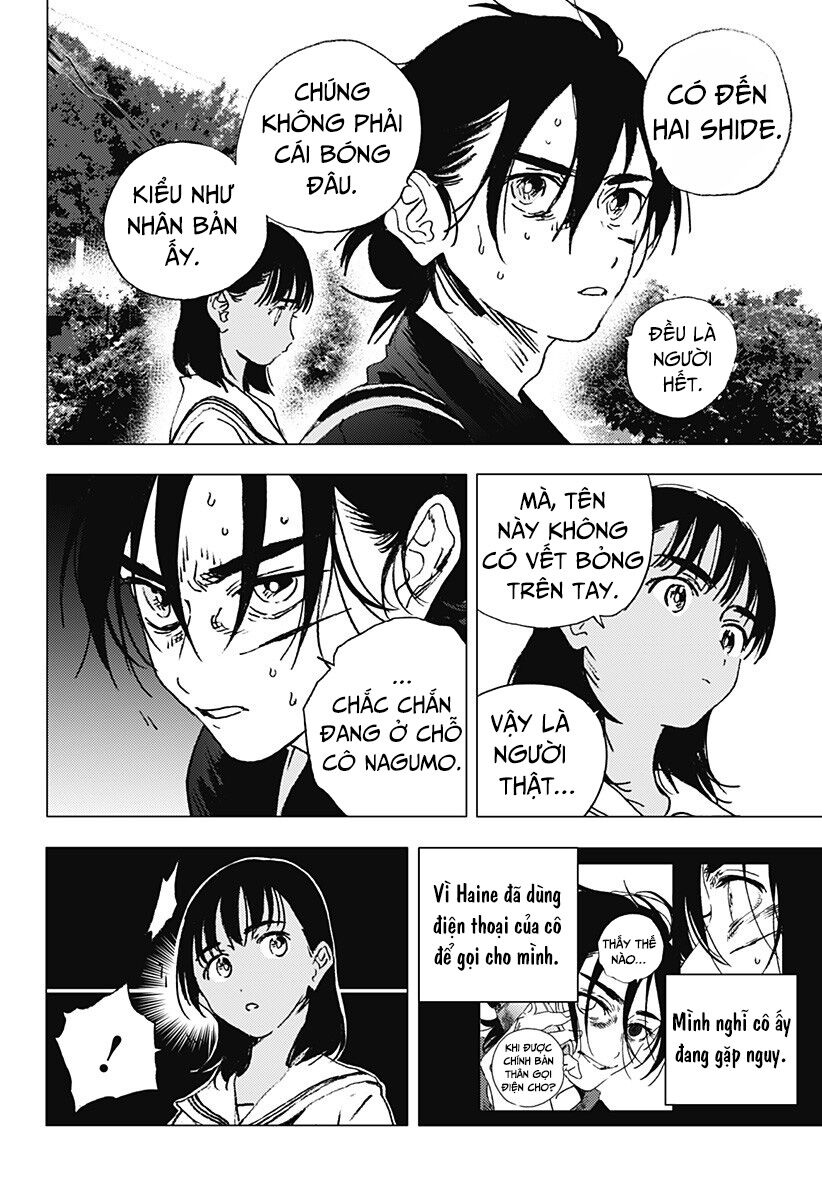 CÓ ĐẾN
HAI SHIDE.
CHÚNG
KHÔNG PHẢI
CÁI BÓNG
ĐÂU.
KIỂU NHƯ
NHÂN BẢN
ẤY.
ĐỀU LÀ
NGƯỜI
HẾT.
MÀ, TÊN
NÀY KHÔNG
CÓ VẾT BỎNG
TRÊN TAY.
VẬY LÀ
NGƯỜI
THẬT...
...
CHẮC CHẮN
ĐANG Ở CHỖ
CÔ NAGUMO.
Vì Haine đã dùng
điện thoại của cô
để gọi cho mình.
THẤY THẾ
NÀO...
KHI ĐƯỢC
CHÍNH BẢN
THÂN GỌI
ĐIỆN CHO?
Mình nghĩ cô ấy
đang gặp nguy.
!